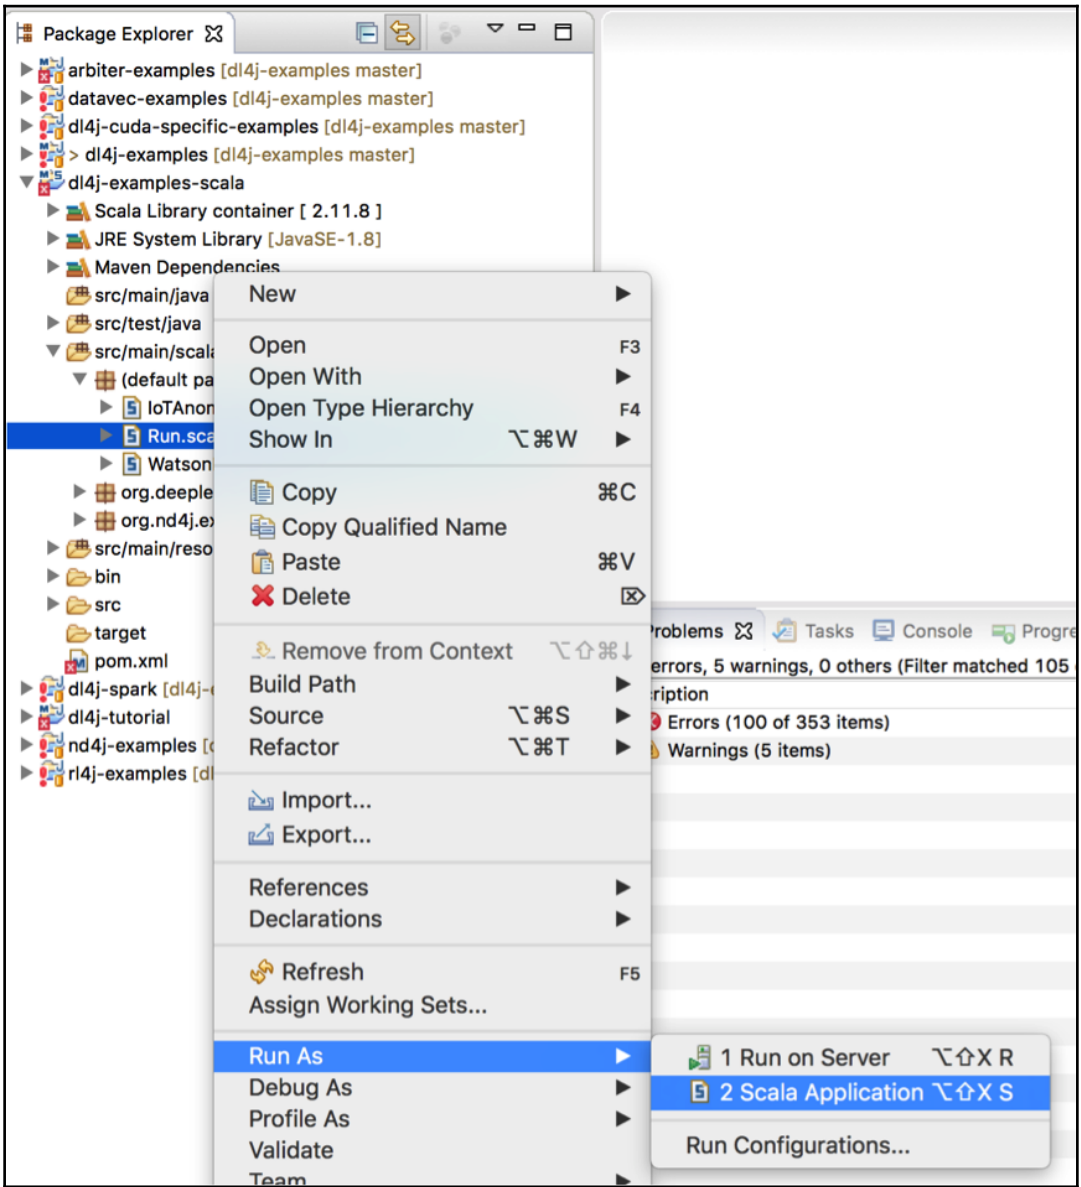 Package Explorer
arbiter-examples [dl4j-examples master]
datavec-examples [dl4j-examples master]
dl4j-cuda-specific-examples [dl4j-examples master]
> dl4j-examples [dl4j-examples master]
dl4j-examples-scala
Scala Library container [ 2.11.8 ]
JRE System Library [JavaSE-1.8]
Maven Dependencies
src/main/java
src/test/java
src/main/scala
(default pa
IoTAnom
Run.sca
Watson
org.deeple
org.nd4j.ex
src/main/reso
bin
src
target
pom.xml
dl4j-spark [dl4j-e
dl4j-tutorial
nd4j-examples [d
rl4j-examples [dl
New
Open F3
Open With
Open Type Hierarchy F4
Show In ⌥⌘W
Copy ⌘C
Copy Qualified Name
Paste ⌘V
Delete ⌦
Remove from Context ⌥⇧⌘↓
Build Path
Source ⌥⌘S
Refactor ⌥⌘T
Import...
Export...
References
Declarations
Refresh F5
Assign Working Sets...
Run As
Debug As
Profile As
Validate
Team
1 Run on Server ⌥⇧X R
2 Scala Application ⌥⇧X S
Run Configurations...
roblems Tasks Console Progre
errors, 5 warnings, 0 others (Filter matched 105
ription
Errors (100 of 353 items)
Warnings (5 items)